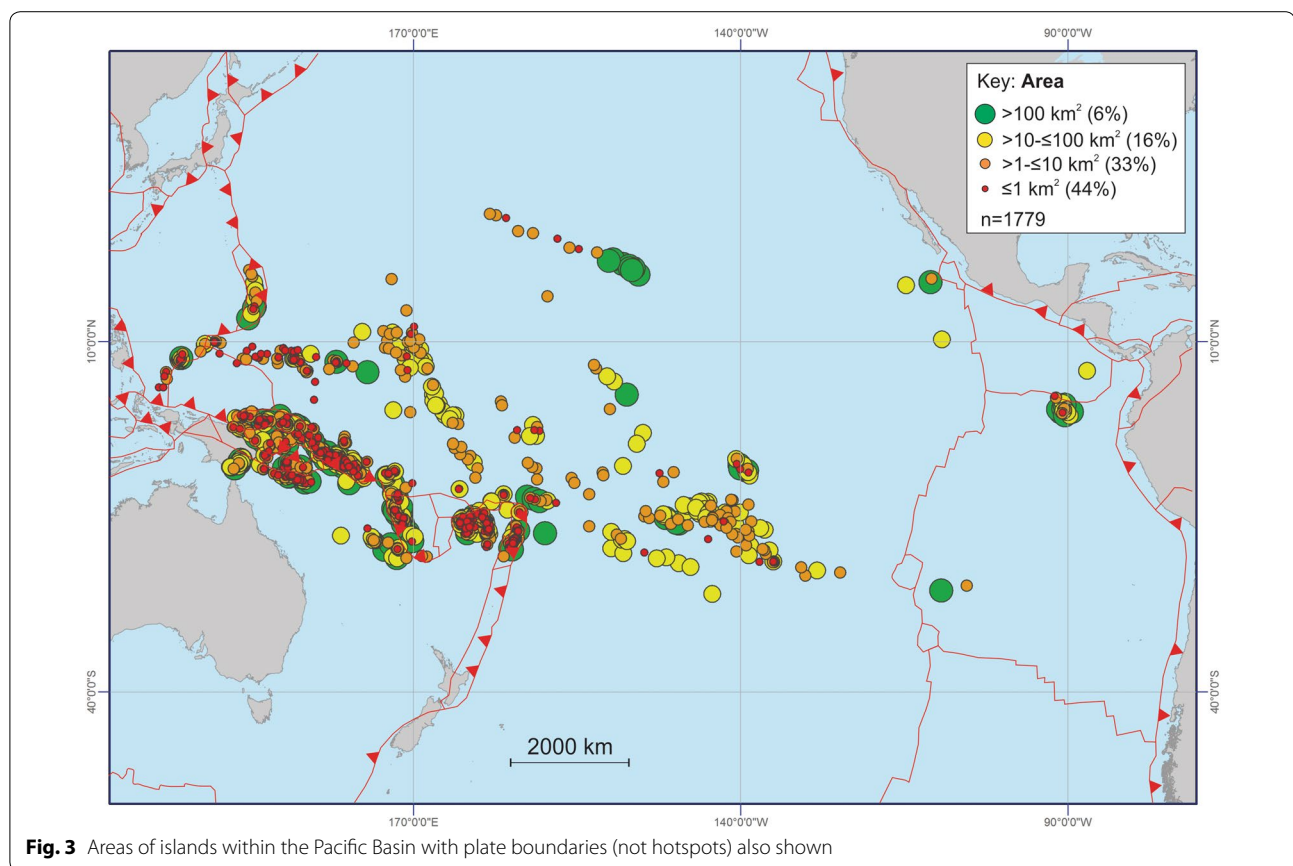 170°0'0"E 140°0'0"W 90°0'0"W
Key: Area
>100 km² (6%)
>10-≤100 km² (16%)
>1-≤10 km² (33%)
≤1 km² (44%)
n=1779
10°0'0"N 10°0'0"N
40°0'0"S 40°0'0"S
2000 km
170°0'0"E 140°0'0"W 90°0'0"W
Fig. 3 Areas of islands within the Pacific Basin with plate boundaries (not hotspots) also shown